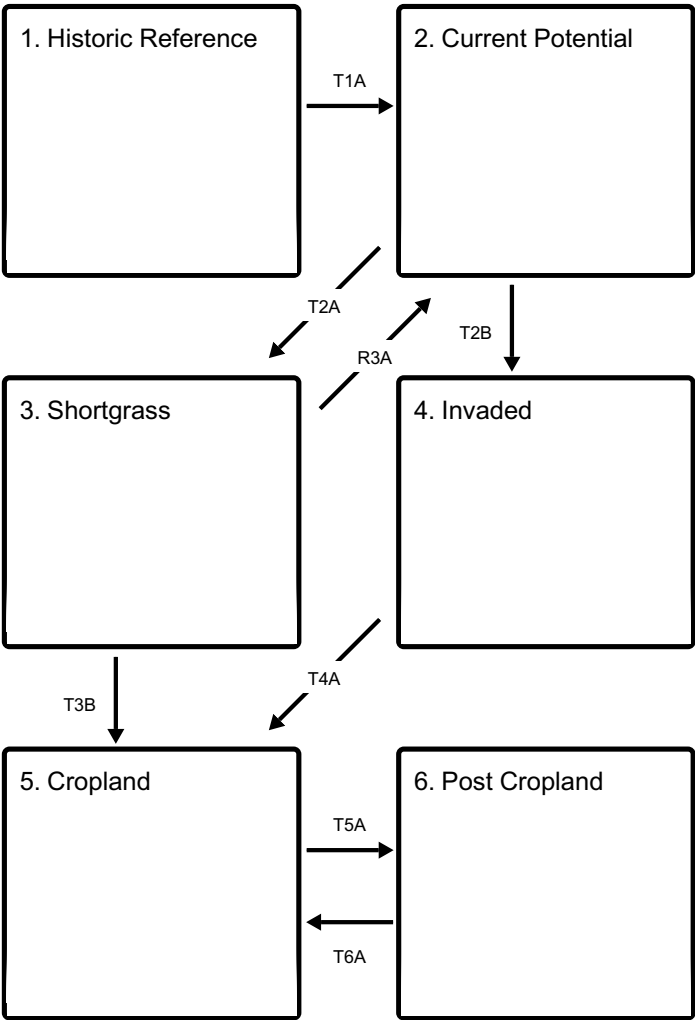 1. Historic Reference
2. Current Potential
T1A
T2A
R3A
T2B
3. Shortgrass
4. Invaded
T3B
T4A
5. Cropland
6. Post Cropland
T5A
T6A